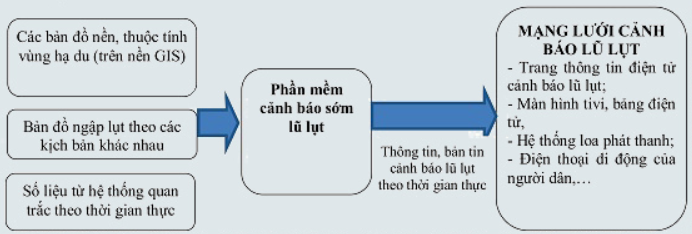 Các bản đồ nền, thuộc tính
vùng hạ du (trên nền GIS)
Bản đồ ngập lụt theo các
kịch bản khác nhau
Số liệu từ hệ thống quan
trắc theo thời gian thực
Phần mềm
cảnh báo sớm
lũ lụt
Thông tin, bản tin
cảnh báo lũ lụt
theo thời gian thực
MẠNG LƯỚI CẢNH
BÁO LŨ LỤT
- Trang thông tin điện tử
cảnh báo lũ lụt;
- Màn hình tivi, bảng điện
tử,
- Hệ thống loa phát thanh;
- Điện thoại di động của
người dân,…